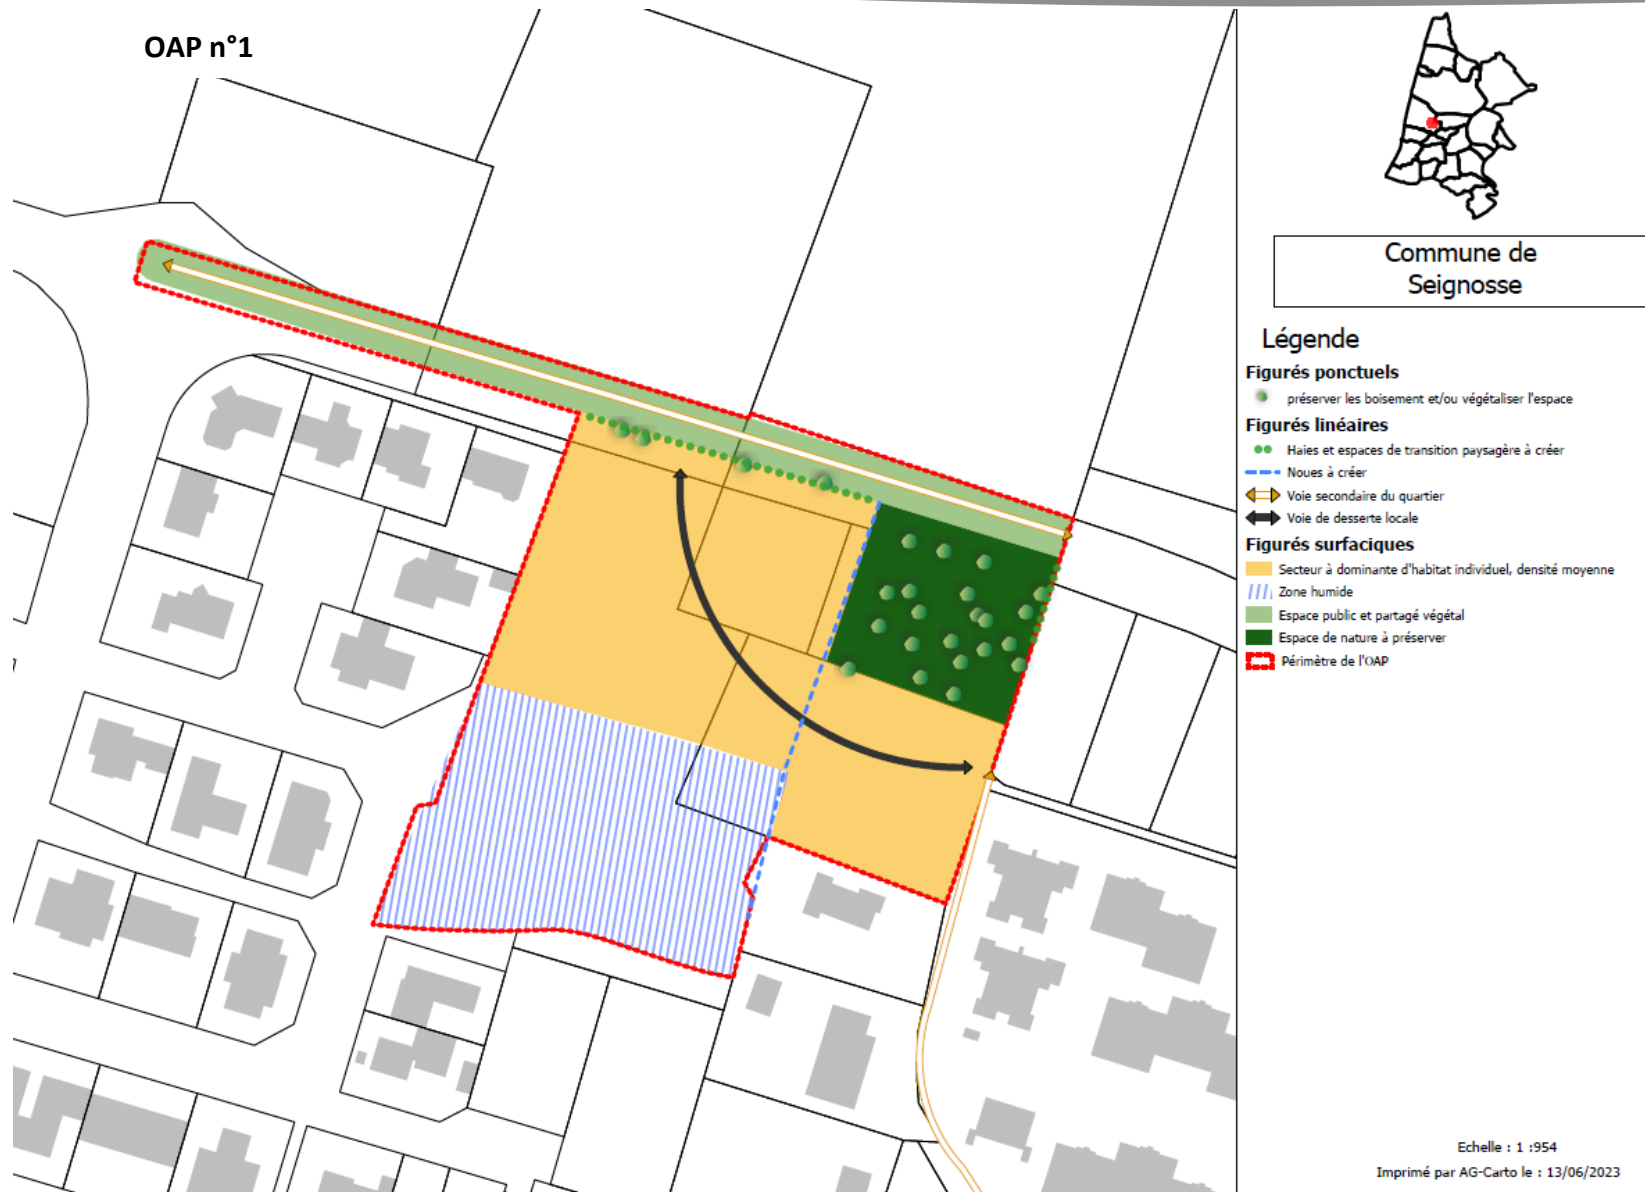 OAP n°1
Commune de
Seignosse
Légende
Figurés ponctuels
préserver les boisement et/ou végétaliser l'espace
Figurés linéaires
Haies et espaces de transition paysagère à créer
Noues à créer
Voie secondaire du quartier
Voie de desserte locale
Figurés surfaciques
Secteur à dominante d'habitat individuel, densité moyenne
Zone humide
Espace public et partagé végétal
Espace de nature à préserver
Périmètre de l'OAP
Echelle : 1 :954
Imprimé par AG-Carto le : 13/06/2023